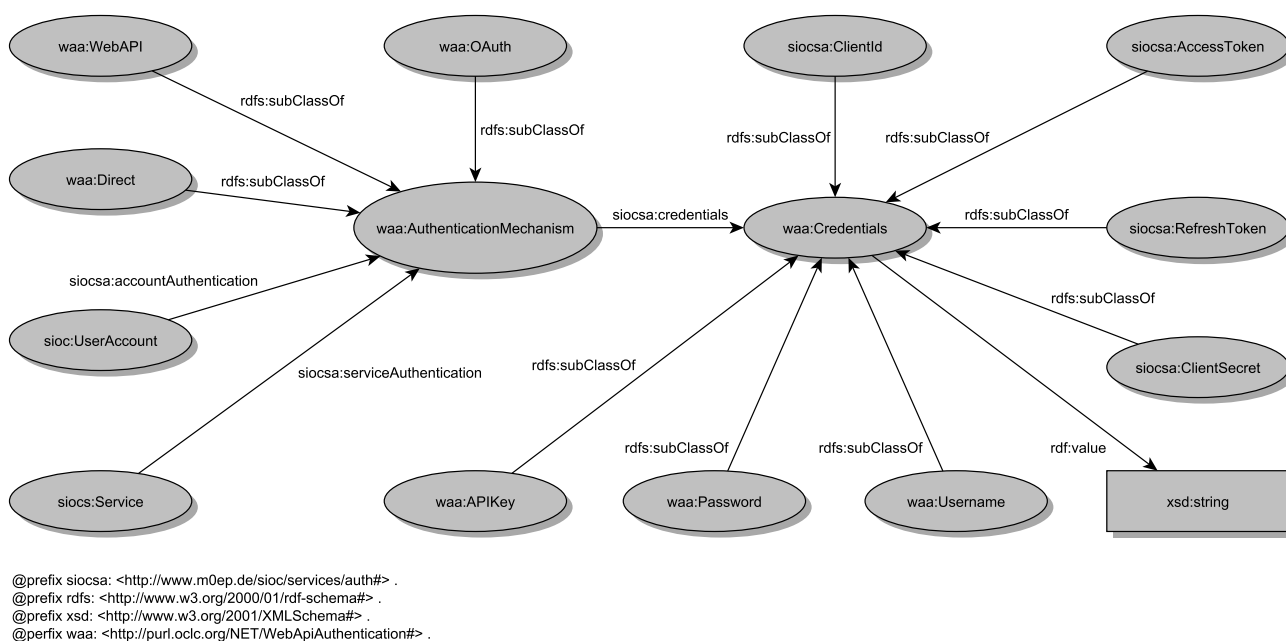 waa:WebAPI
waa:OAuth
siocsa:ClientId
siocsa:AccessToken
rdfs:subClassOf
rdfs:subClassOf
rdfs:subClassOf
rdfs:subClassOf
waa:Direct
rdfs:subClassOf
waa:AuthenticationMechanism
siocsa:credentials
waa:Credentials
rdfs:subClassOf
siocsa:RefreshToken
siocsa:accountAuthentication
rdfs:subClassOf
sioc:UserAccount
siocsa:serviceAuthentication
rdfs:subClassOf
siocsa:ClientSecret
rdfs:subClassOf
rdfs:subClassOf
rdf:value
siocs:Service
waa:APIKey
waa:Password
waa:Username
xsd:string
@prefix siocsa: <http://www.m0ep.de/sioc/services/auth#> .
@prefix rdfs: <http://www.w3.org/2000/01/rdf-schema#> .
@prefix xsd: <http://www.w3.org/2001/XMLSchema#> .
@perfix waa: <http://purl.oclc.org/NET/WebApiAuthentication#> .